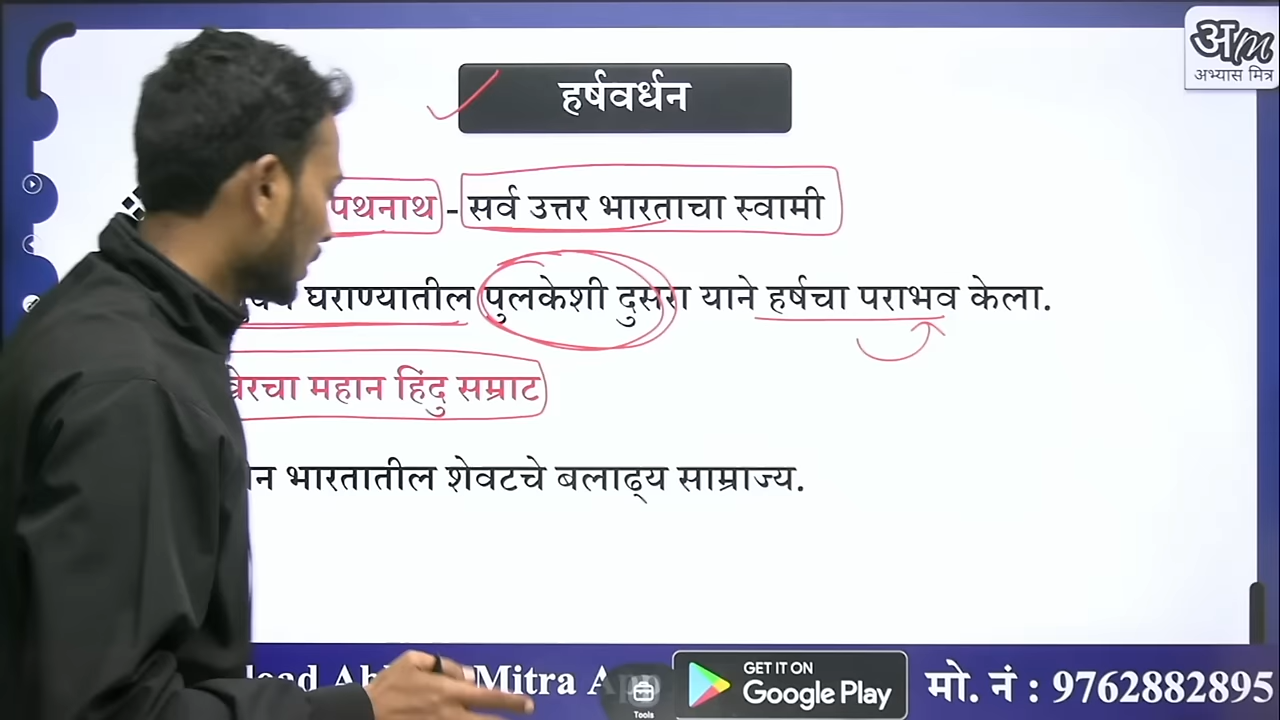 अm
अभ्यास मित्र
हर्षवर्धन
पथनाथ - सर्व उत्तर भारताचा स्वामी
घराण्यातील पुलकेशी दुसरा याने हर्षचा पराभव केला.
महान हिंदु सम्राट
भारतातील शेवटचे बलाढ्य साम्राज्य.
Mitra App
GET IT ON
Google Play
मो. नं : 9762882895
Tools